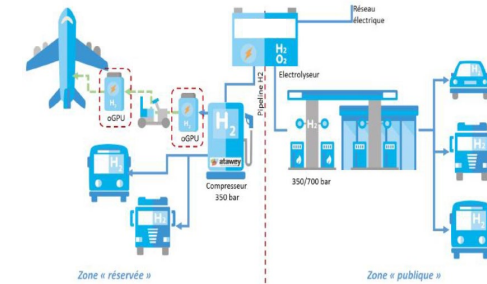 Réseau
électrique
H2
O2
Electrolyseur
Pipeline H2
H2
oGPU
H2
oGPU
H2
atawey
Compresseur
350 bar
H2
H2
H2
350/700 bar
H2
H2
H2
Zone « réservée »
Zone « publique »